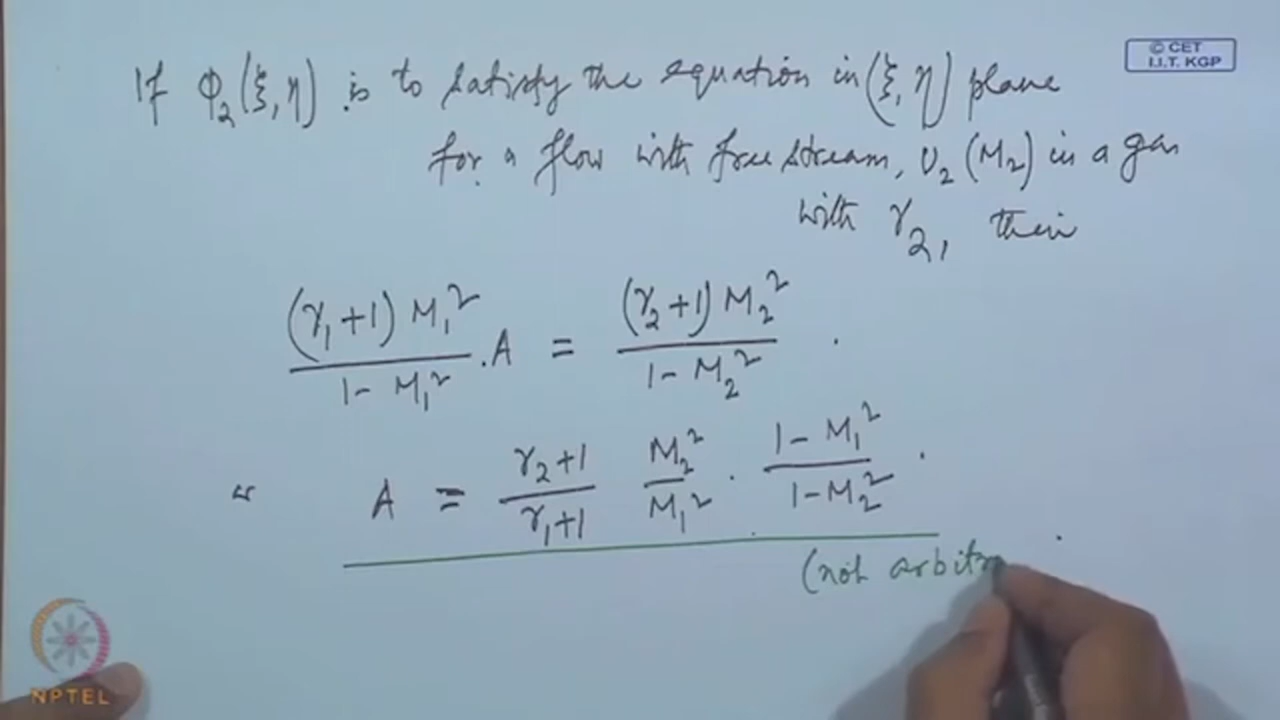 © CET
I.I.T. KGP
If ϕ₂(ξ, η) is to satisfy the equation in (ξ, η) plane
for a flow with free stream, U₂ (M₂) in a gas
with γ₂, then
(γ₁+1) M₁² / 1 - M₁² . A = (γ₂+1) M₂² / 1 - M₂² .
or A = γ₂+1 / γ₁+1 M₂² / M₁² . 1 - M₁² / 1 - M₂² .
(not arbitr
NPTEL